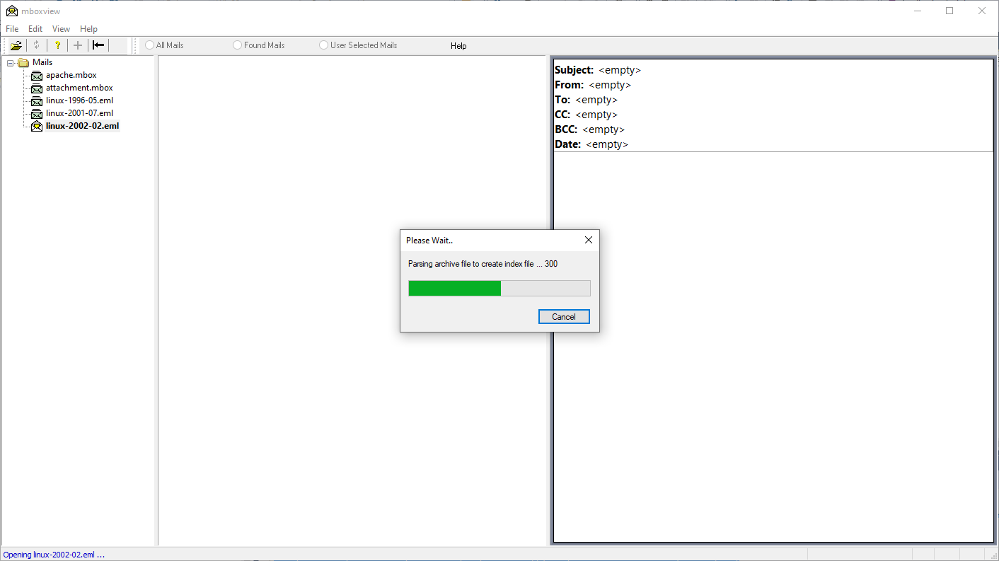 mboxview
File Edit View Help
? All Mails Found Mails User Selected Mails Help
Mails
apache.mbox
attachment.mbox
linux-1996-05.eml
linux-2001-07.eml
linux-2002-02.eml
Subject: <empty>
From: <empty>
To: <empty>
CC: <empty>
BCC: <empty>
Date: <empty>
Please Wait..
Parsing archive file to create index file ... 300
Cancel
Opening linux-2002-02.eml ...